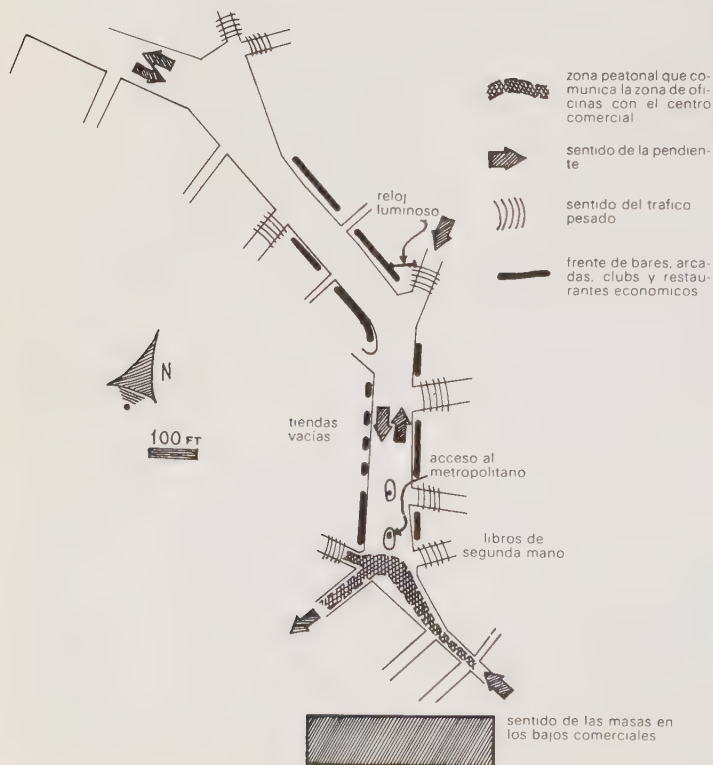 zona peatonal que co-
munica la zona de ofi-
cinas con el centro
comercial
sentido de la pendien-
te
sentido del trafico
pesado
frente de bares, arca-
das, clubs y restau-
rantes economicos
reloj
luminoso
N
100 FT
tiendas
vacías
acceso al
metropolitano
libros de
segunda mano
sentido de las masas en
los bajos comerciales